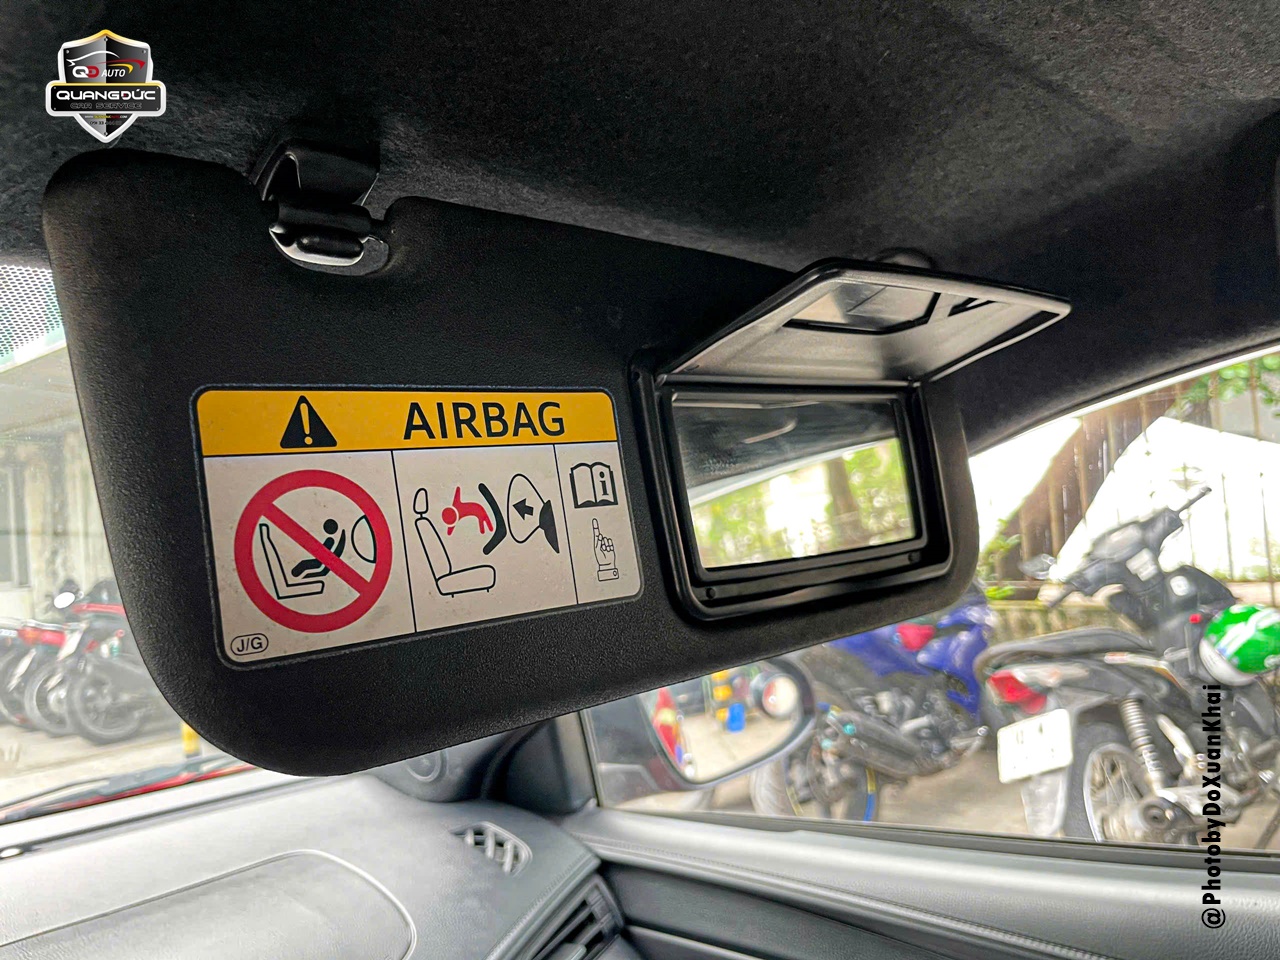 QD AUTO
QUANGĐỨC
CAR SERVICE
AIRBAG
i
J/G
@PhotobyDoXuanKhai